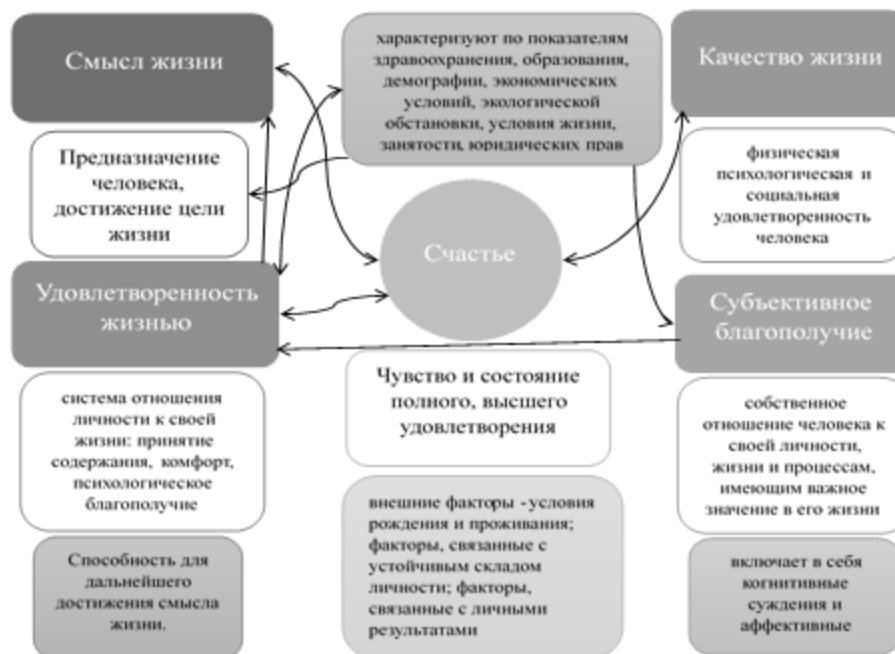 Смысл жизни
Предназначение
человека,
достижение цели
жизни
Удовлетворенность
жизнью
система отношения
личности к своей
жизни: принятие
содержания, комфорт,
психологическое
благополучие
Способность для
дальнейшего
достижения смысла
жизни.
характеризуют по показателям
здравоохранения, образования,
демографии, экономических
условий, экологической
обстановки, условия жизни,
занятости, юридических прав
Счастье
Чувство и состояние
полного, высшего
удовлетворения
внешние факторы -условия
рождения и проживания;
факторы, связанные с
устойчивым складом
личности; факторы,
связанные с личными
результатами
Качество жизни
физическая
психологическая и
социальная
удовлетворенность
человека
Субъективное
благополучие
собственное
отношение человека к
своей личности,
жизни и процессам,
имеющим важное
значение в его жизни
включает в себя
когнитивные
суждения и
аффективные